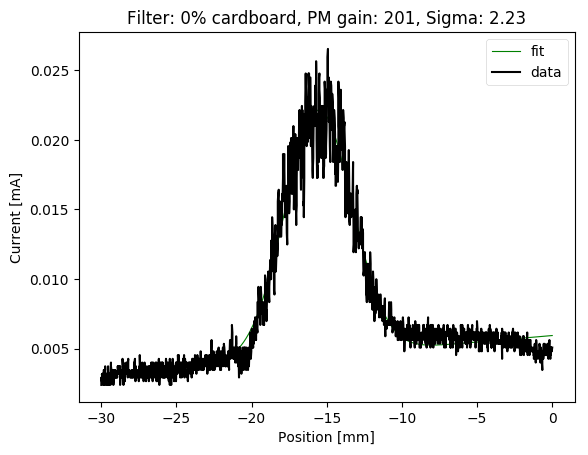 Filter: 0% cardboard, PM gain: 201, Sigma: 2.23
fit
data
0.025
0.020
0.015
0.010
0.005
Current [mA]
−30
−25
−20
−15
−10
−5
0
Position [mm]